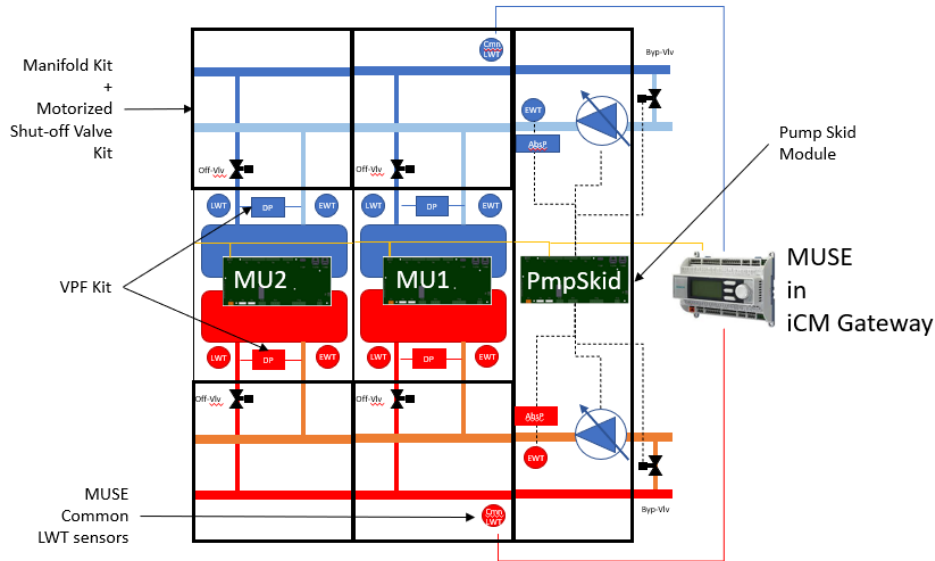 Cmn
LWT
Byp-Vlv
Manifold Kit
+
Motorized
Shut-off Valve
Kit
EWT
AbsP
Pump Skid
Module
Off-Vlv
Off-Vlv
LWT
DP
EWT
LWT
DP
EWT
MU2
MU1
PmpSkid
MUSE
in
iCM Gateway
VPF Kit
LWT
DP
EWT
LWT
DP
EWT
Off-Vlv
Off-Vlv
AbsP
EWT
MUSE
Common
LWT sensors
Cmn
LWT
Byp-Vlv